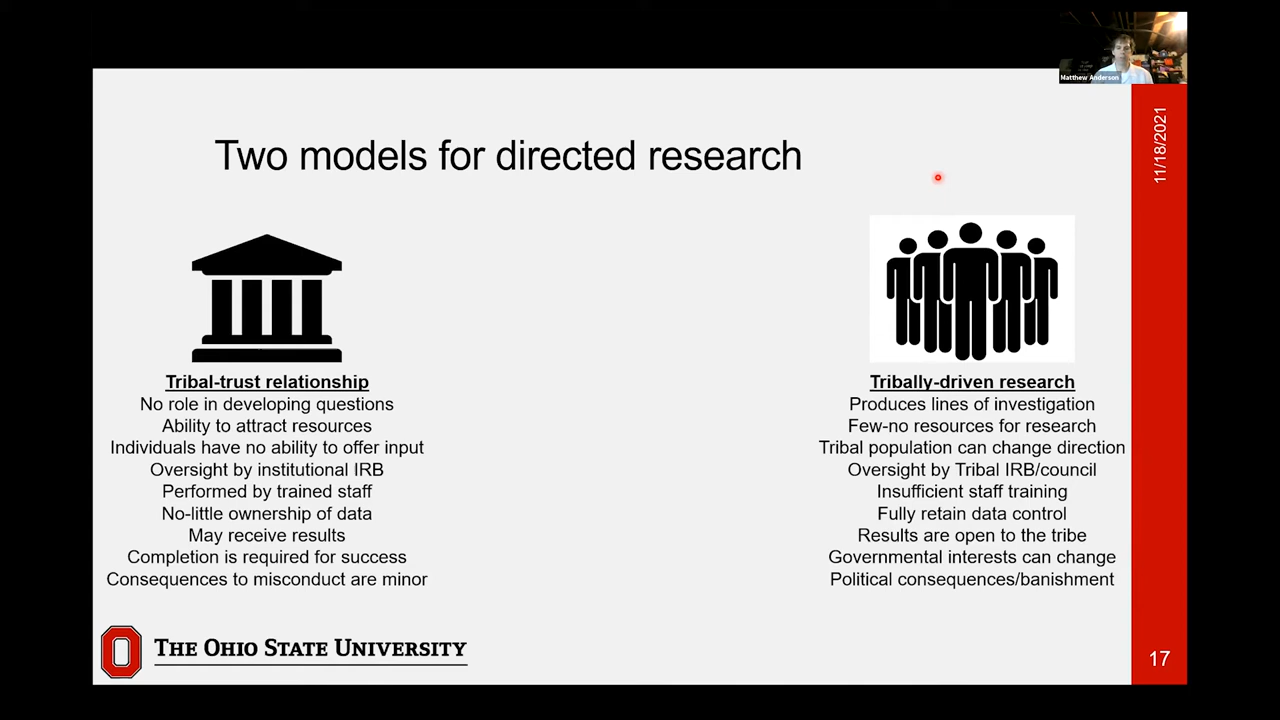 Matthew Anderson
11/18/2021
Two models for directed research
Tribal-trust relationship
No role in developing questions
Ability to attract resources
Individuals have no ability to offer input
Oversight by institutional IRB
Performed by trained staff
No-little ownership of data
May receive results
Completion is required for success
Consequences to misconduct are minor
Tribally-driven research
Produces lines of investigation
Few-no resources for research
Tribal population can change direction
Oversight by Tribal IRB/council
Insufficient staff training
Fully retain data control
Results are open to the tribe
Governmental interests can change
Political consequences/banishment
THE OHIO STATE UNIVERSITY
17